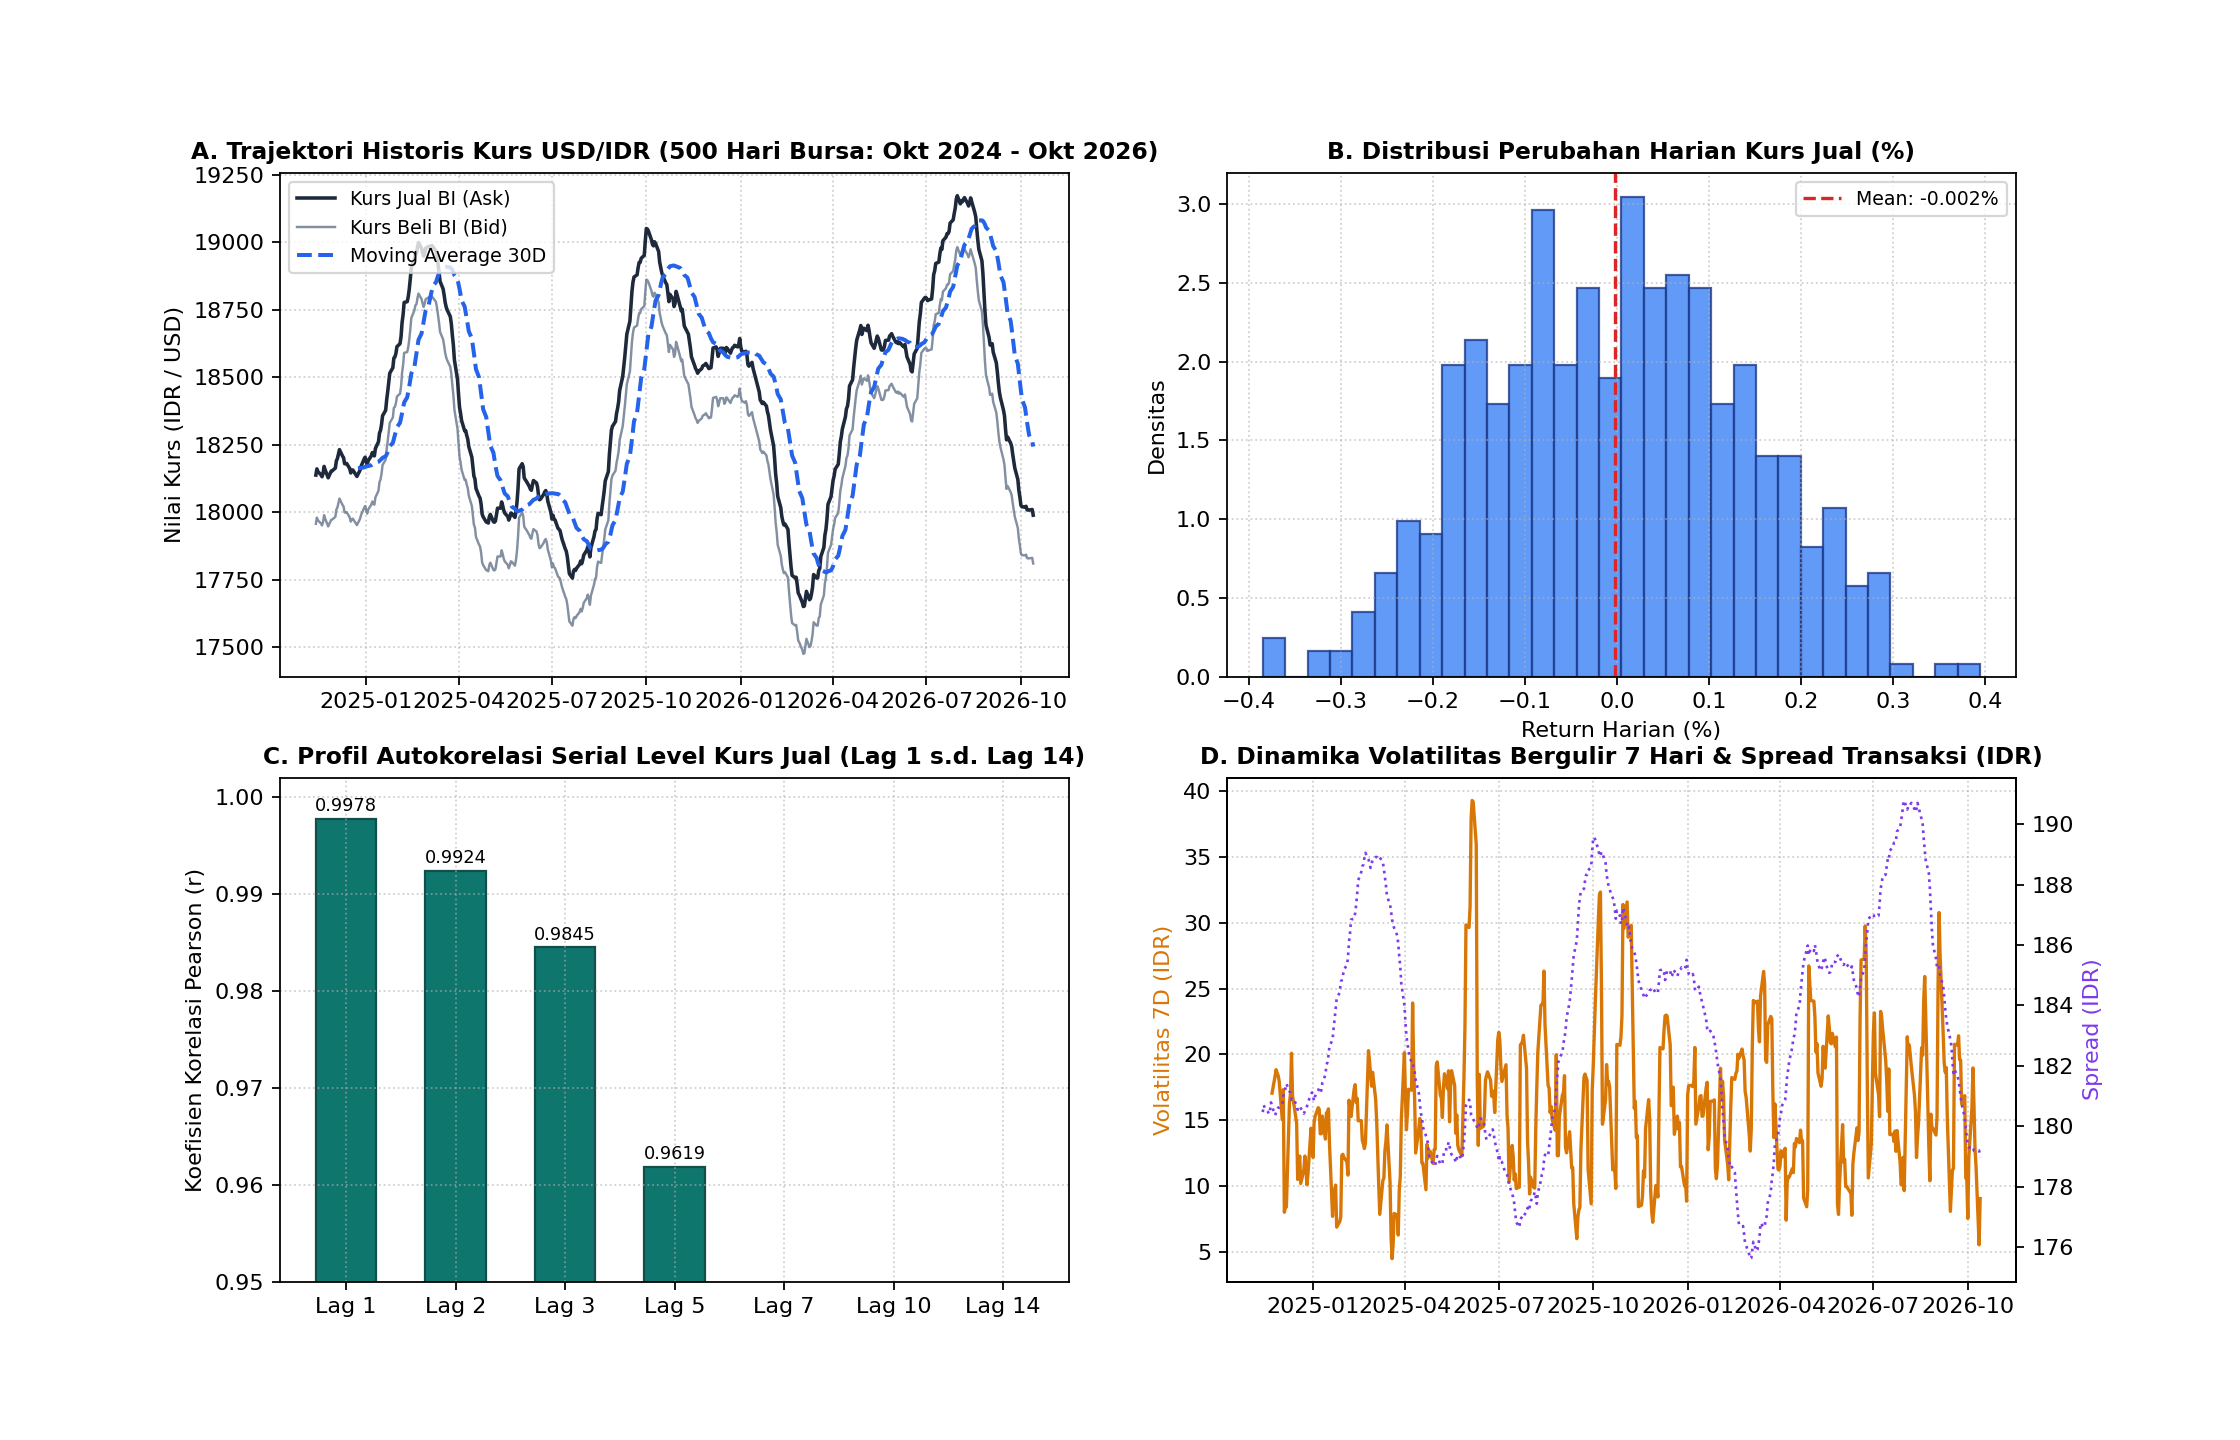 A. Trajektori Historis Kurs USD/IDR (500 Hari Bursa: Okt 2024 - Okt 2026)
Nilai Kurs (IDR / USD)
19250
19000
18750
18500
18250
18000
17750
17500
Kurs Jual BI (Ask)
Kurs Beli BI (Bid)
Moving Average 30D
2025-01 2025-04 2025-07 2025-10 2026-01 2026-04 2026-07 2026-10
B. Distribusi Perubahan Harian Kurs Jual (%)
Densitas
3.0
2.5
2.0
1.5
1.0
0.5
0.0
Mean: -0.002%
−0.4 −0.3 −0.2 −0.1 0.0 0.1 0.2 0.3 0.4
Return Harian (%)
C. Profil Autokorelasi Serial Level Kurs Jual (Lag 1 s.d. Lag 14)
Koefisien Korelasi Pearson (r)
1.00
0.99
0.98
0.97
0.96
0.95
0.9978
0.9924
0.9845
0.9619
Lag 1 Lag 2 Lag 3 Lag 5 Lag 7 Lag 10 Lag 14
D. Dinamika Volatilitas Bergulir 7 Hari & Spread Transaksi (IDR)
Volatilitas 7D (IDR)
40
35
30
25
20
15
10
5
190
188
186
184
182
180
178
176
Spread (IDR)
2025-01 2025-04 2025-07 2025-10 2026-01 2026-04 2026-07 2026-10